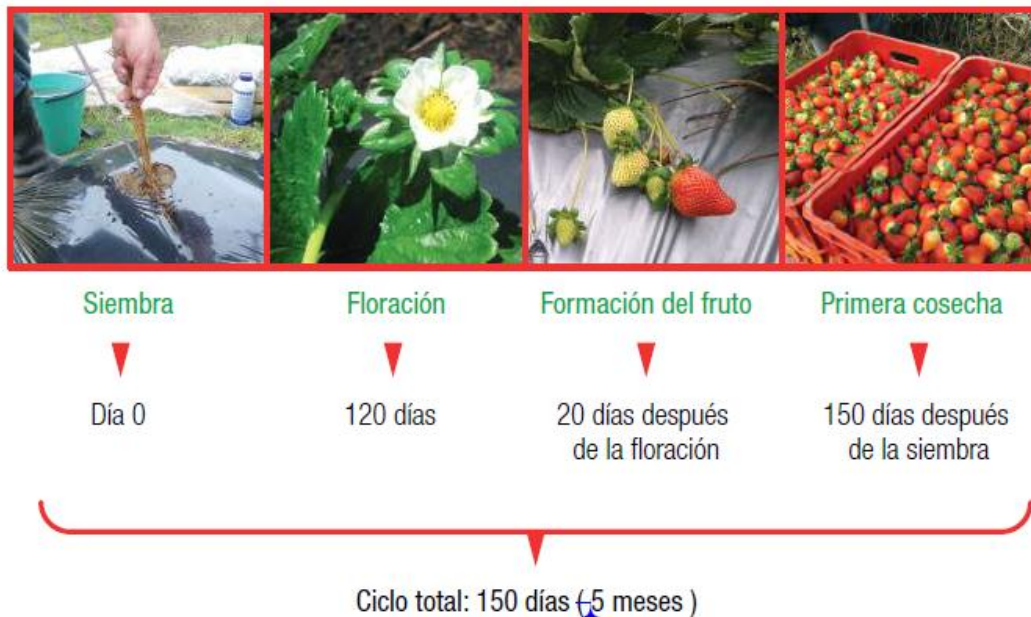 Siembra
Floración
Formación del fruto
Primera cosecha
Día 0
120 días
20 días después
de la floración
150 días después
de la siembra
Ciclo total: 150 días ( 5 meses )